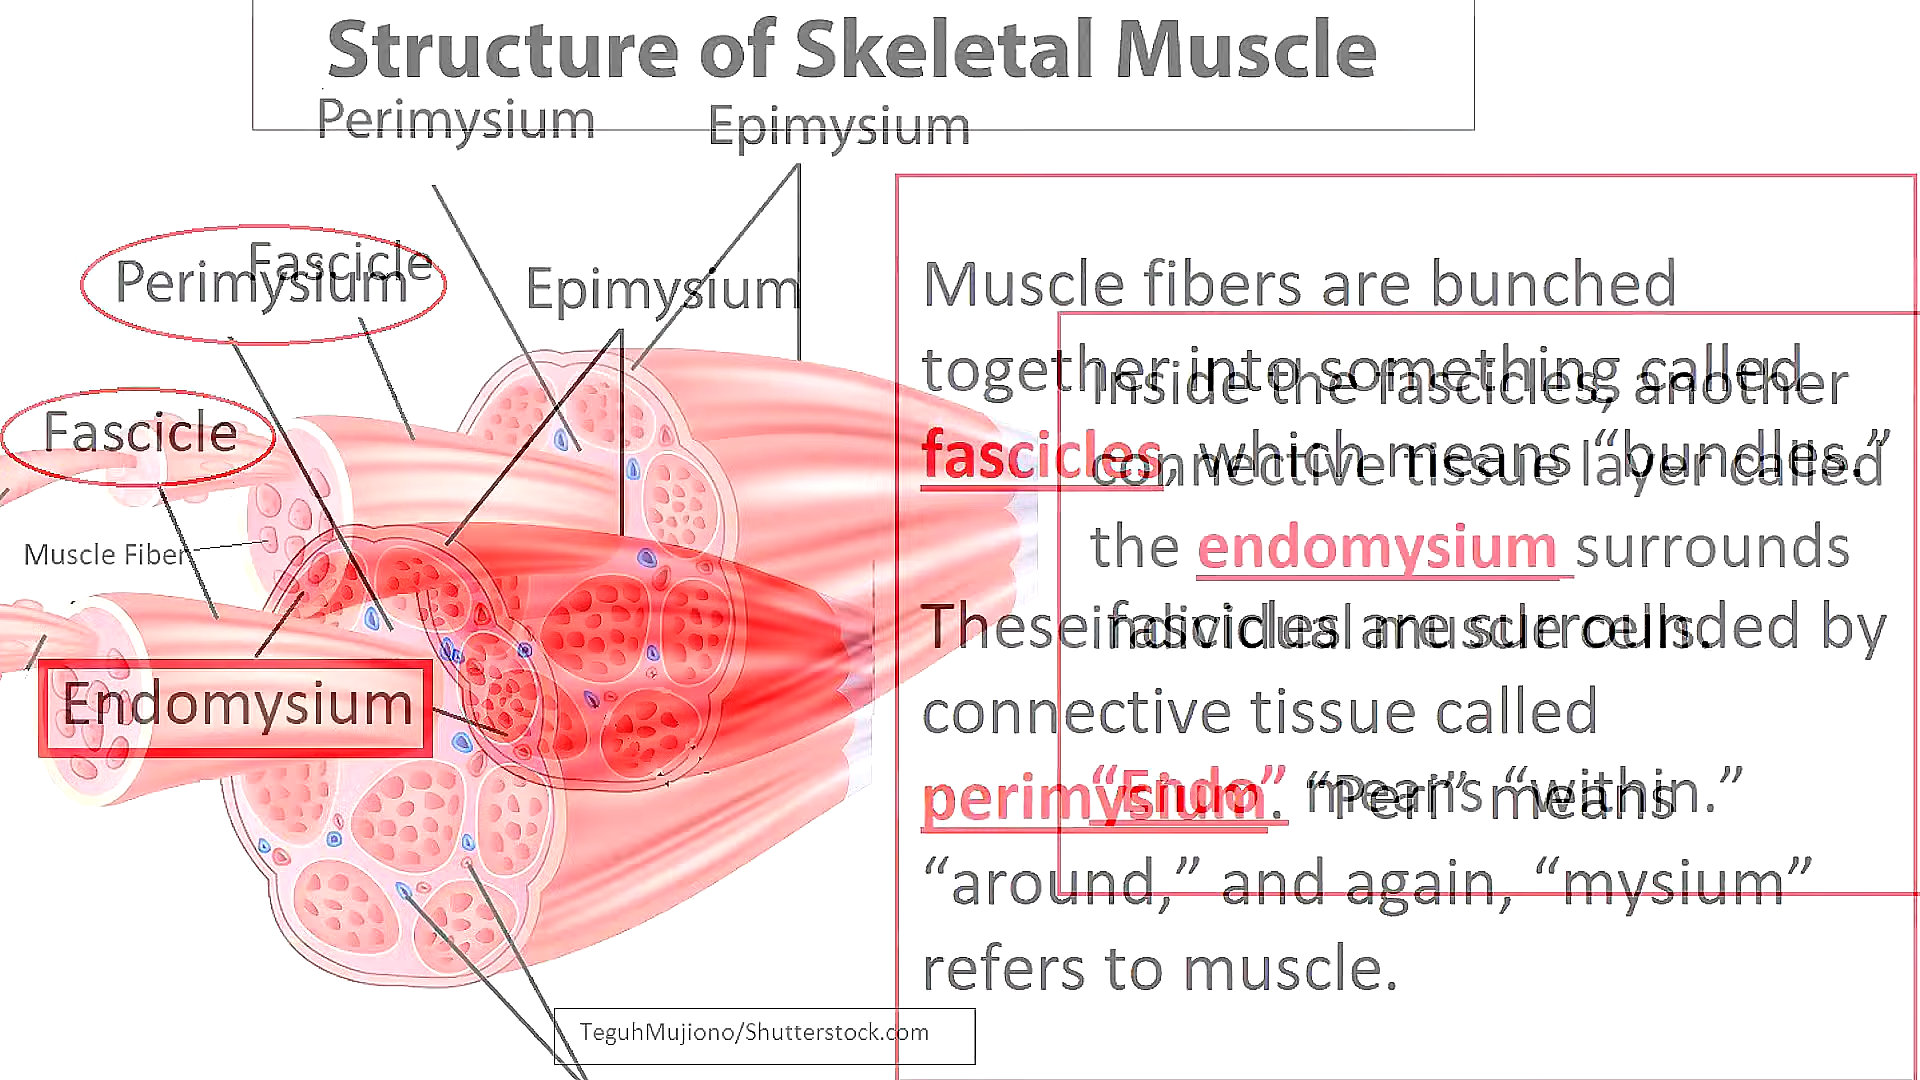 Structure of Skeletal Muscle
Perimysium
Epimysium
Fascicle
Perimysium
Epimysium
Fascicle
Muscle Fiber
Endomysium
Muscle fibers are bunched
together into something called
fascicles, which means “bundles.”
These fascicles are surrounded by
connective tissue called
perimysium. “Peri” means
“around,” and again, “mysium”
refers to muscle.
Inside the fascicles, another
connective tissue layer called
the endomysium surrounds
individual muscle cells.
“Endo” means “within.”
TeguhMujiono/Shutterstock.com